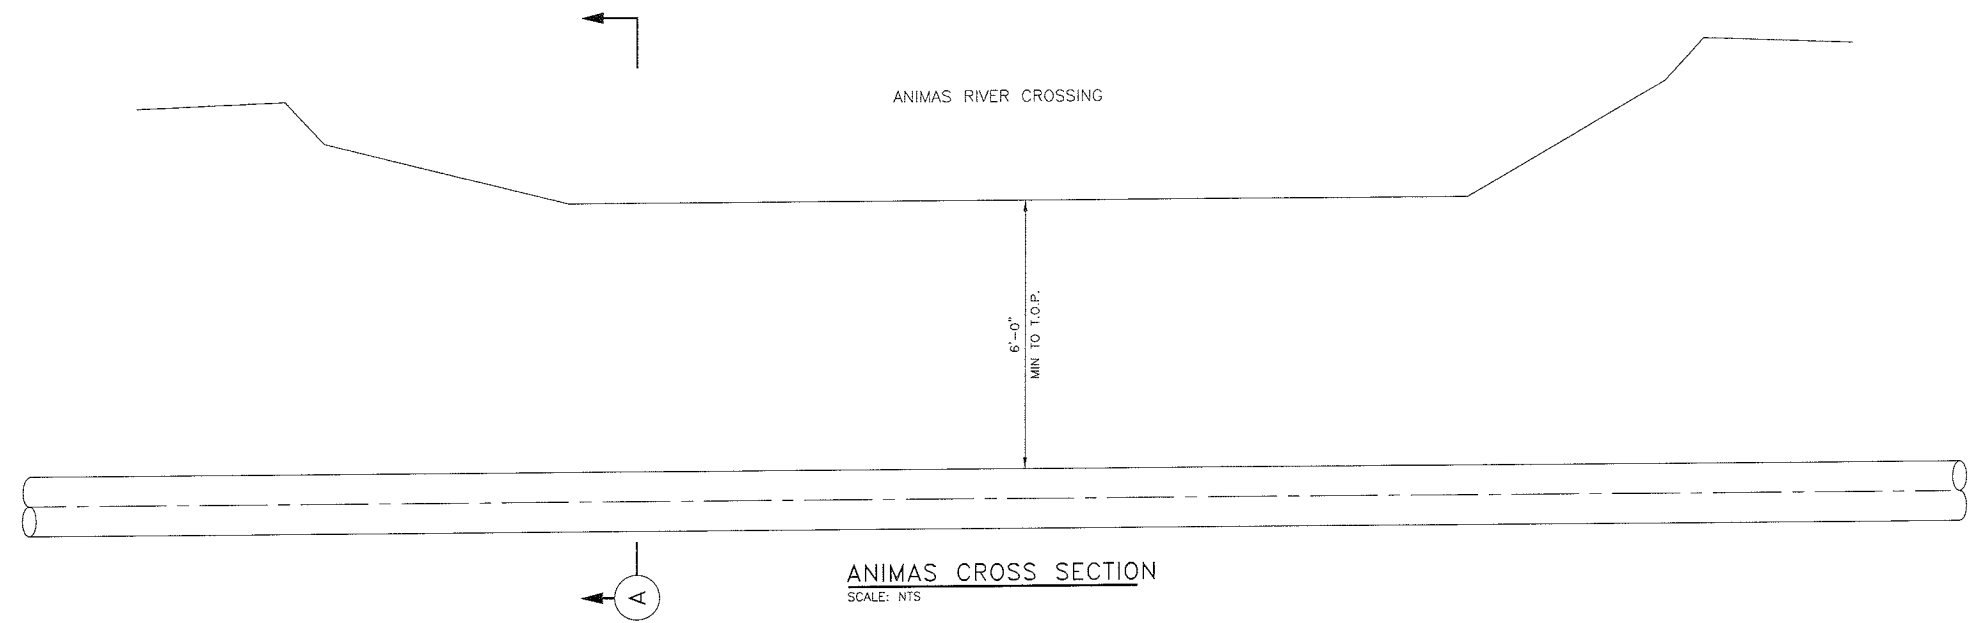 ANIMAS RIVER CROSSING
6'-0"
MIN TO T.O.P.
ANIMAS CROSS SECTION
SCALE: NTS
A